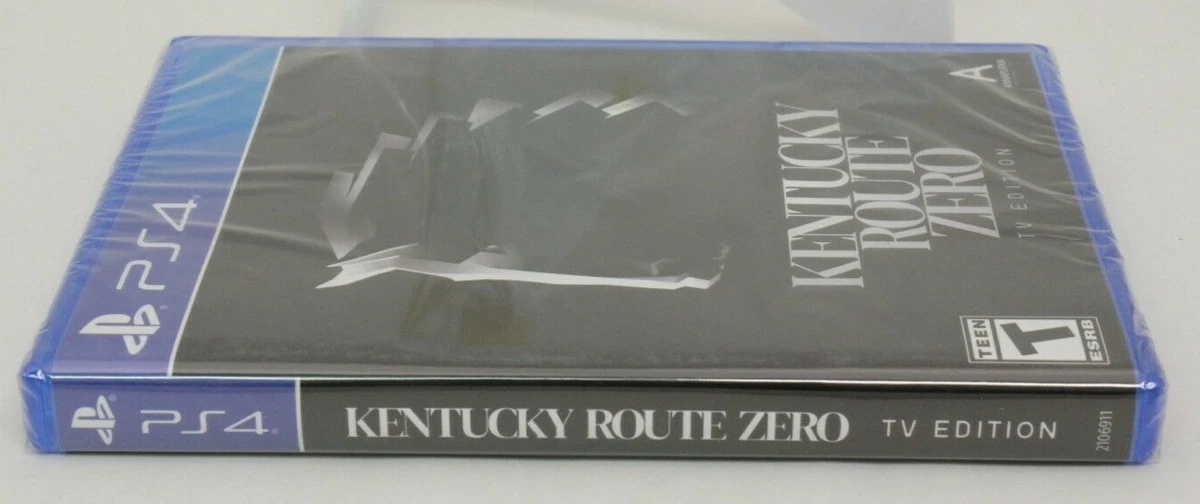 PS4
KENTUCKY
ROUTE
ZERO
TV EDITION
TEEN
T
ESRB
PS4
KENTUCKY ROUTE ZERO
TV EDITION
2106911